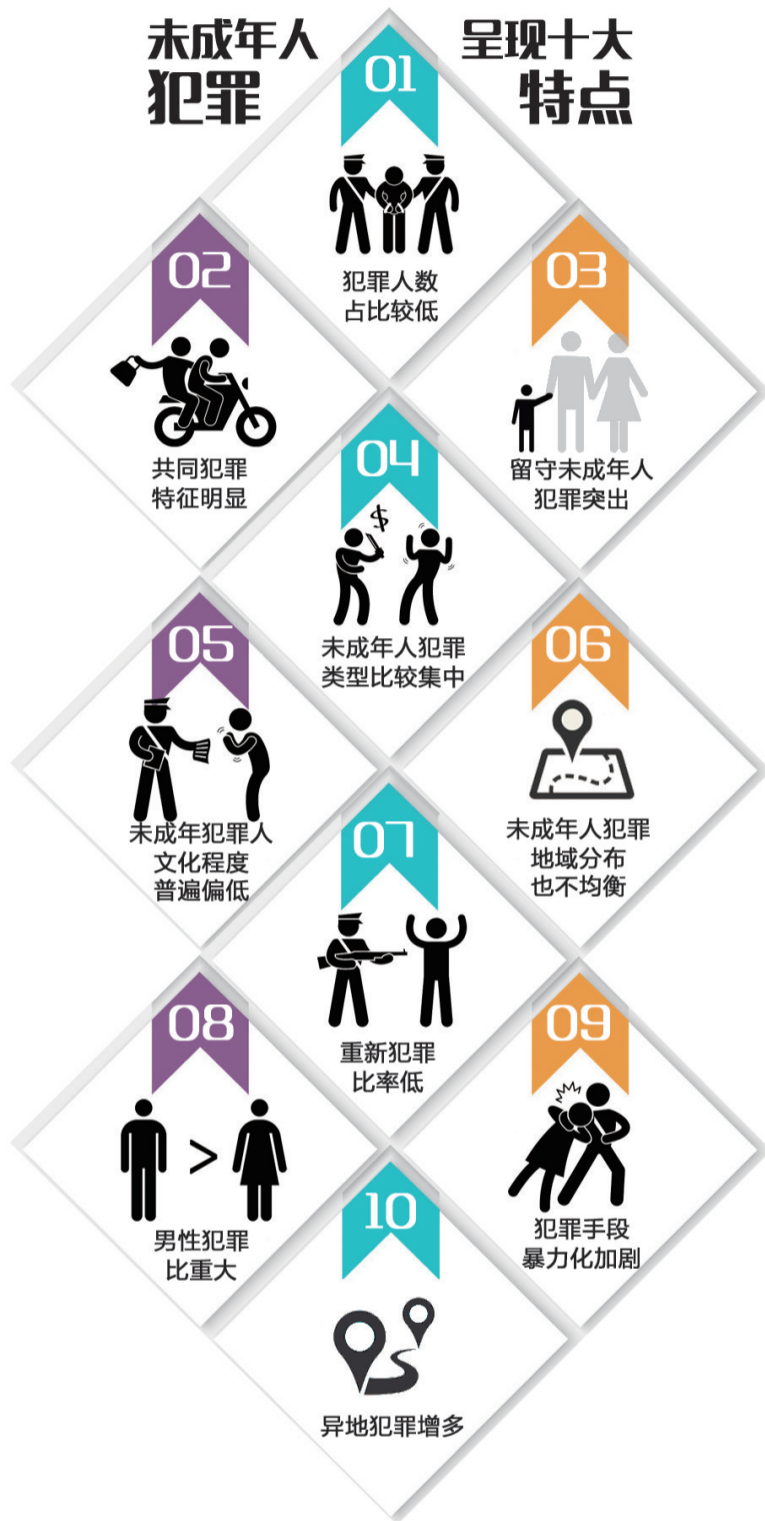 未成年人
犯罪
呈现十大
特点
01
犯罪人数
占比较低
02
共同犯罪
特征明显
03
留守未成年人
犯罪突出
04
$
未成年人犯罪
类型比较集中
05
未成年犯罪人
文化程度
普遍偏低
06
未成年人犯罪
地域分布
也不均衡
07
重新犯罪
比率低
08
>
男性犯罪
比重大
09
犯罪手段
暴力化加剧
10
异地犯罪增多